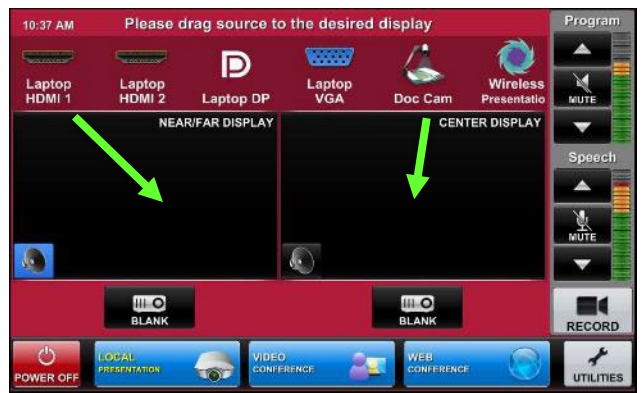 10:37 AM
Please drag source to the desired display
Program
Laptop
HDMI 1
Laptop
HDMI 2
Laptop DP
Laptop
VGA
Doc Cam
Wireless
Presentatio
MUTE
NEAR/FAR DISPLAY
CENTER DISPLAY
Speech
MUTE
BLANK
BLANK
RECORD
POWER OFF
LOCAL
PRESENTATION
VIDEO
CONFERENCE
WEB
CONFERENCE
UTILITIES